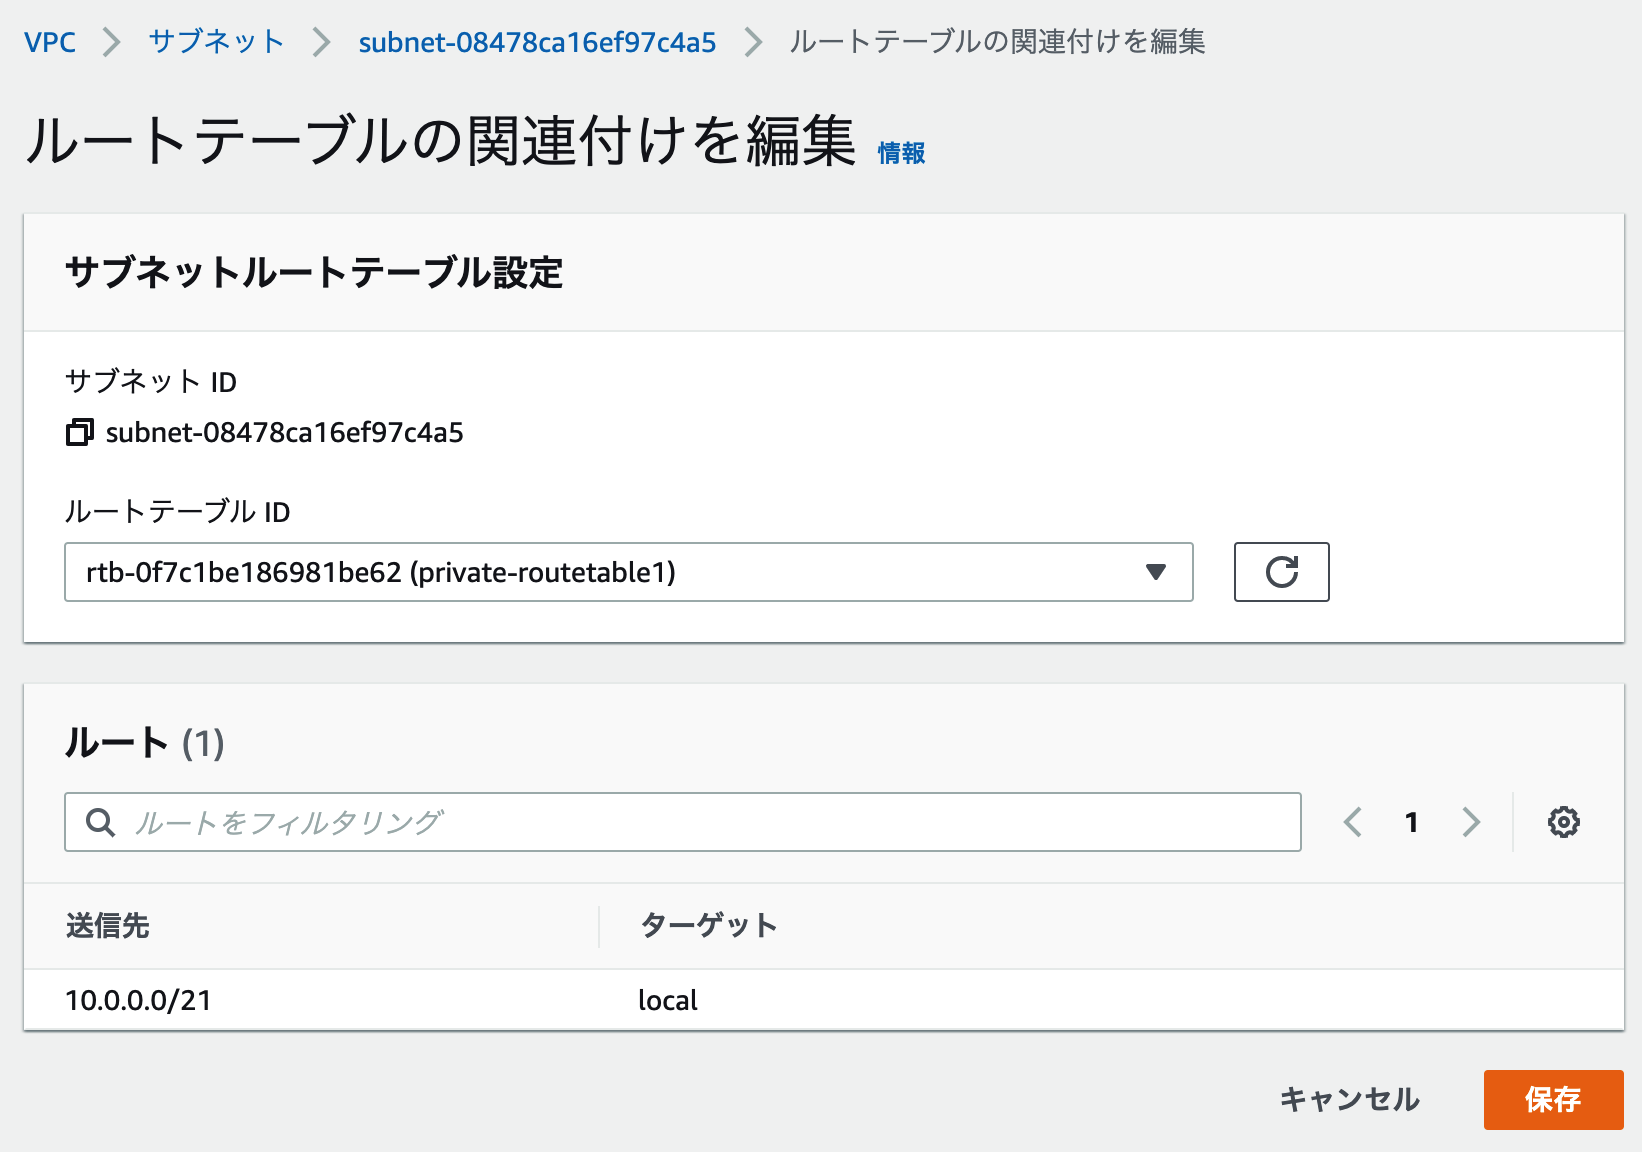 VPC > サブネット > subnet-08478ca16ef97c4a5 > ルートテーブルの関連付けを編集
ルートテーブルの関連付けを編集 情報
サブネットルートテーブル設定
サブネット ID
subnet-08478ca16ef97c4a5
ルートテーブル ID
rtb-0f7c1be186981be62 (private-routetable1)
ルート (1)
ルートをフィルタリング
1
送信先 ターゲット
10.0.0.0/21 local
キャンセル 保存